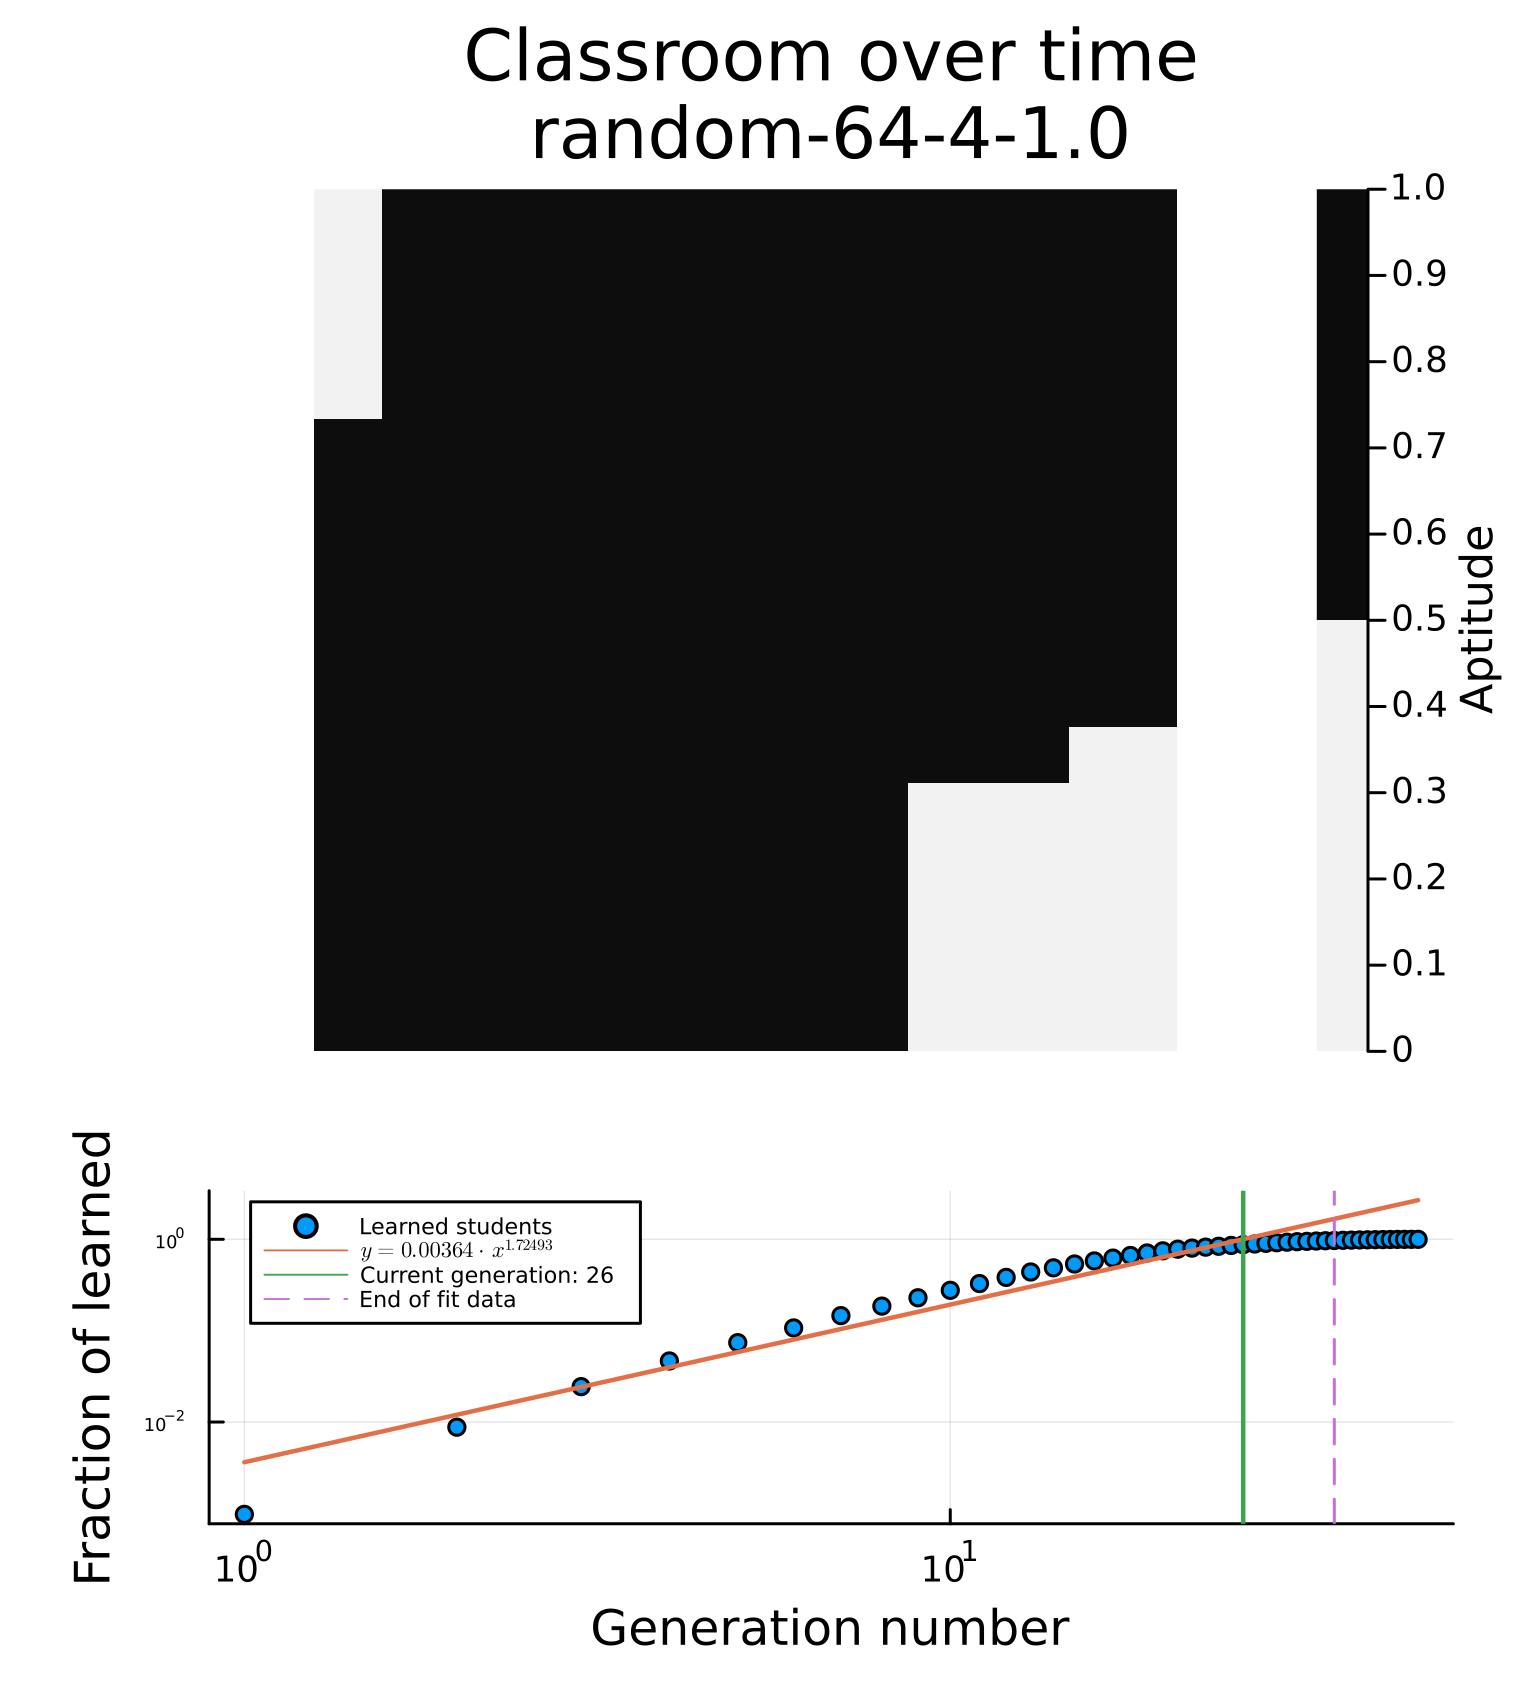 Classroom over time
random-64-4-1.0
1.0
0.9
0.8
0.7
0.6
0.5
0.4
0.3
0.2
0.1
0
Aptitude
Fraction of learned
10⁰
10⁻²
Learned students
y = 0.00364 · x^1.72493
Current generation: 26
End of fit data
10⁰
10¹
Generation number